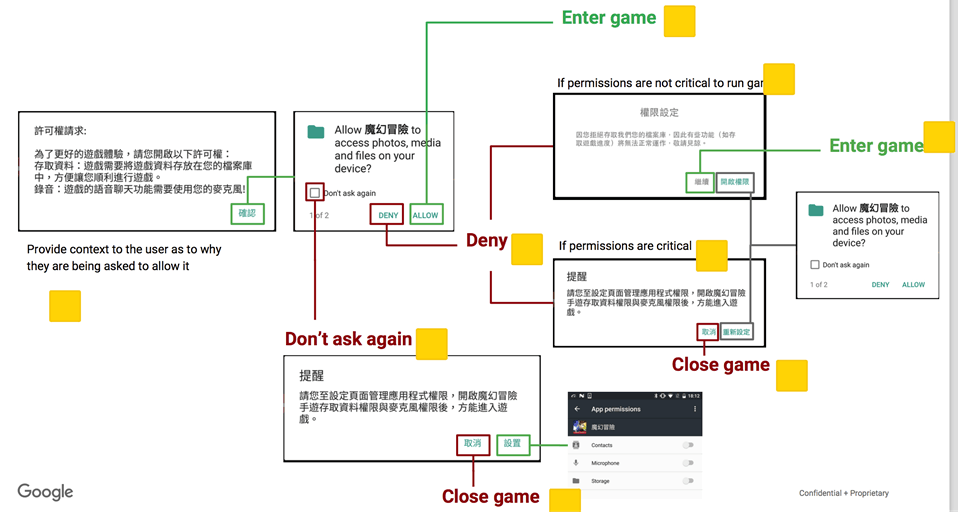 Enter game
If permissions are not critical to run gam
許可權請求:
為了更好的遊戲體驗，請您開啟以下許可權：
存取資料：遊戲需要將遊戲資料存放在您的檔案庫
中，方便讓您順利進行遊戲。
錄音：遊戲的語音聊天功能需要使用您的麥克風!
確認
Provide context to the user as to why
they are being asked to allow it
Allow 魔幻冒險 to
access photos, media
and files on your
device?
Don't ask again
1 of 2
DENY
ALLOW
權限設定
因您拒絕存取我們您的檔案庫，因此有些功能（如存
取遊戲進度）將無法正常運作，敬請見諒。
繼續
開啟權限
Enter game
Allow 魔幻冒險 to
access photos, media
and files on your
device?
Don't ask again
1 of 2
DENY
ALLOW
Deny
If permissions are critical
提醒
請您至設定頁面管理應用程式權限，開啟魔幻冒險
手遊存取資料權限與麥克風權限後，方能進入遊
戲。
取消
重新設定
Close game
Don't ask again
提醒
請您至設定頁面管理應用程式權限，開啟魔幻冒險
手遊存取資料權限與麥克風權限後，方能進入遊
戲。
取消
設置
Close game
16:12
App permissions
魔幻冒險
Contacts
Microphone
Storage
Google
Confidential + Proprietary